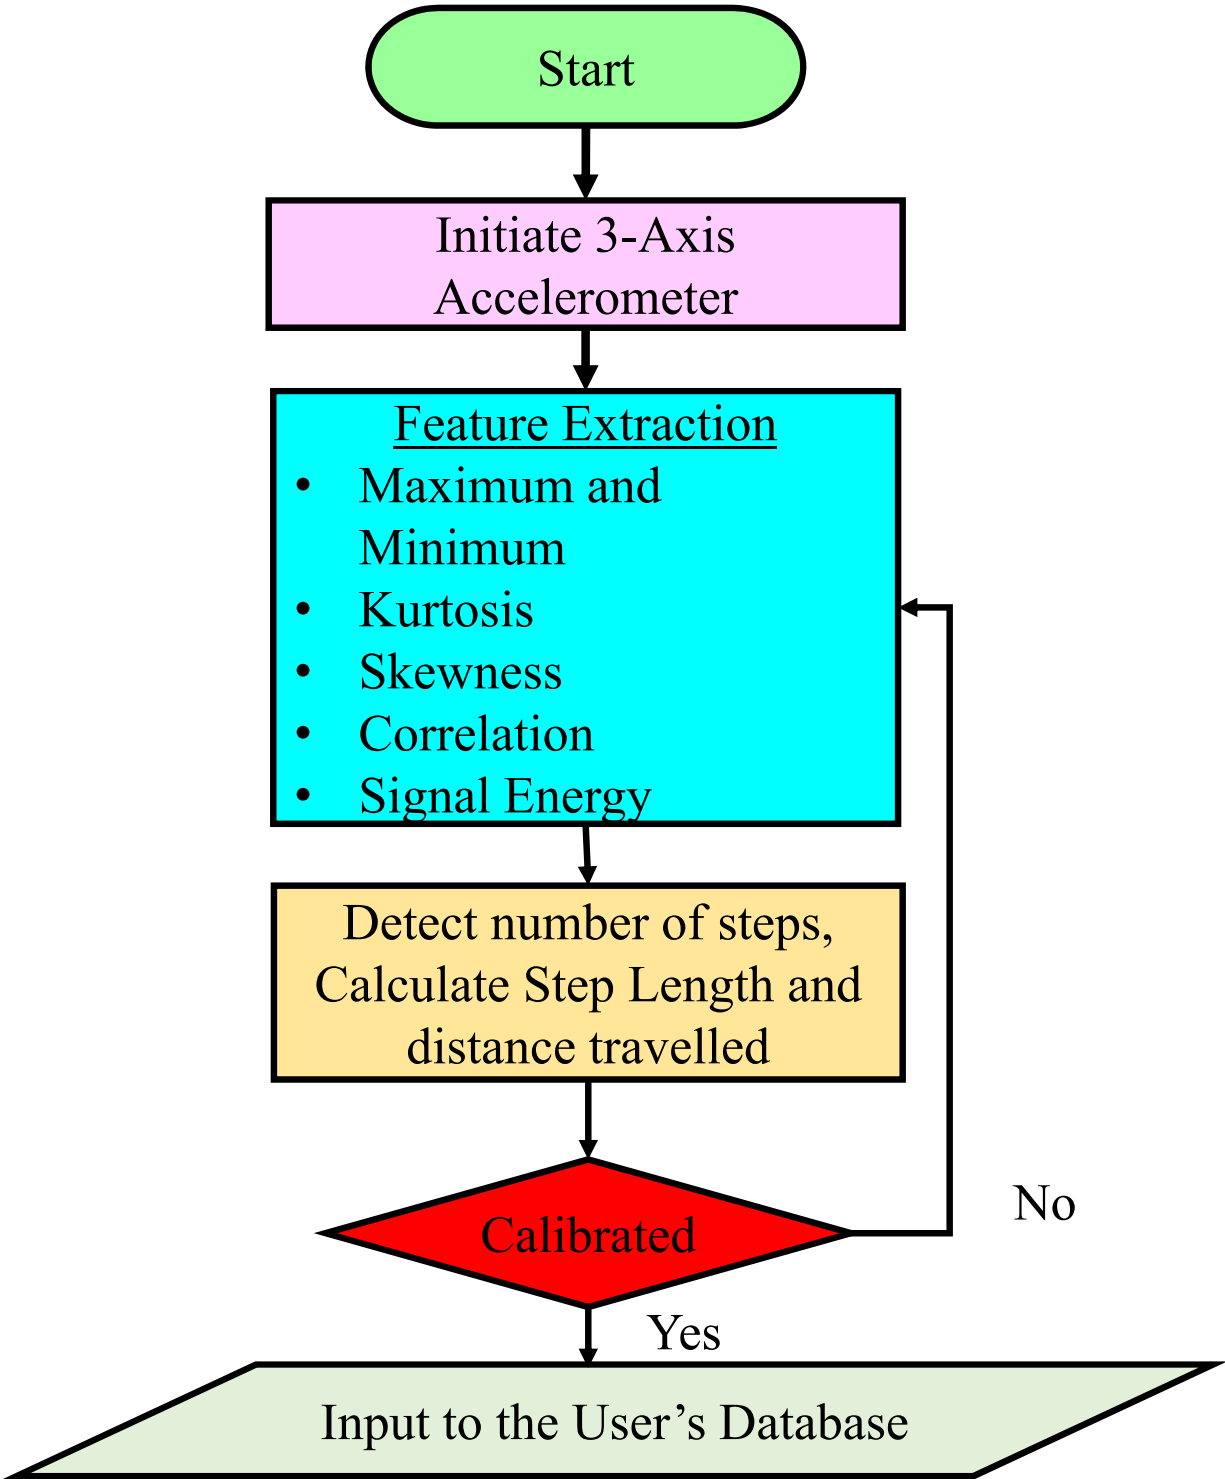 Start
Initiate 3-Axis
Accelerometer
Feature Extraction
• Maximum and
Minimum
• Kurtosis
• Skewness
• Correlation
• Signal Energy
Detect number of steps,
Calculate Step Length and
distance travelled
Calibrated
No
Yes
Input to the User’s Database